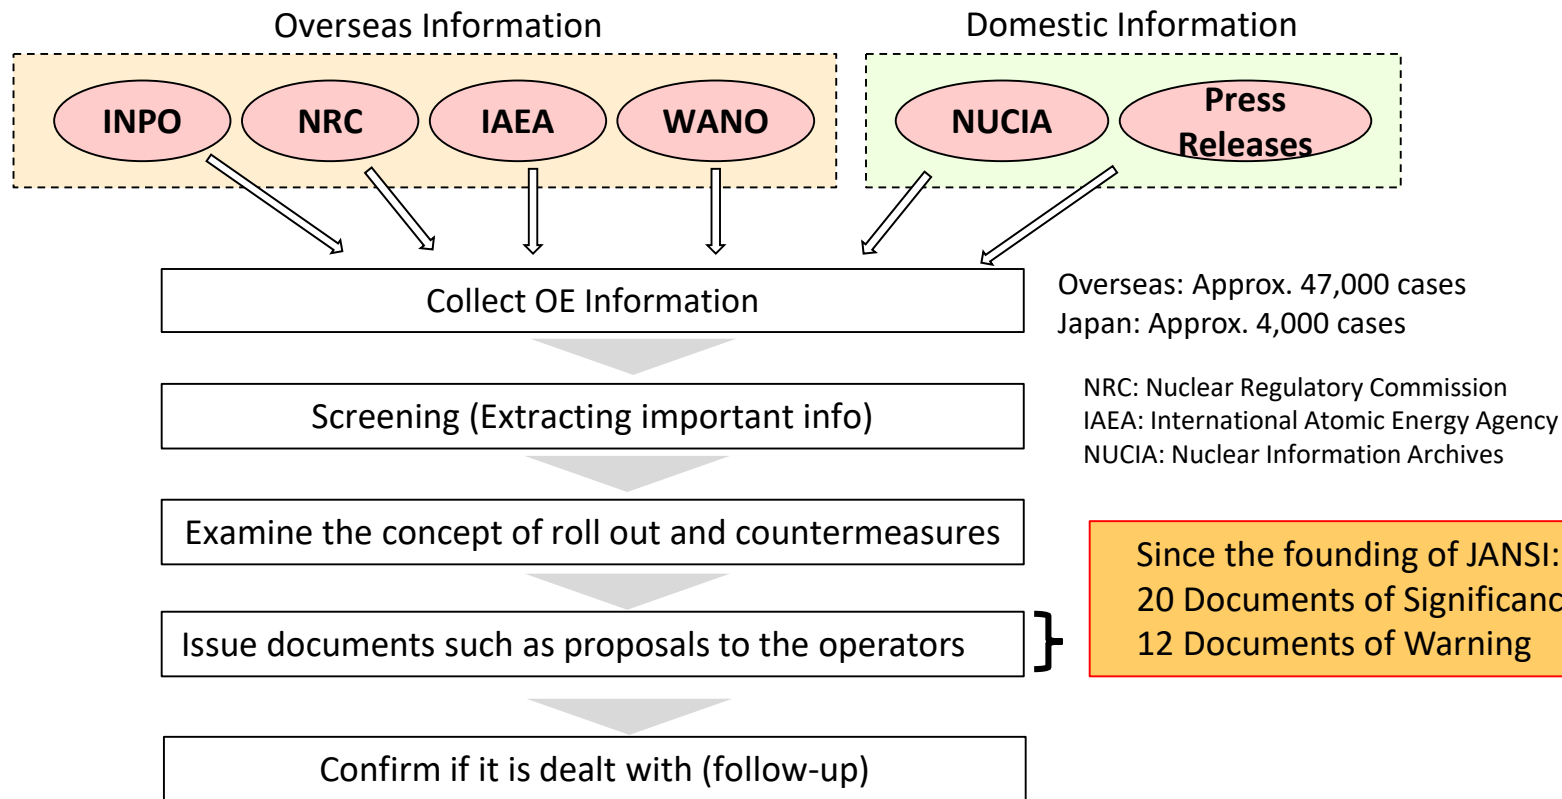 Overseas Information
Domestic Information
INPO
NRC
IAEA
WANO
NUCIA
Press
Releases
Collect OE Information
Overseas: Approx. 47,000 cases
Japan: Approx. 4,000 cases
Screening (Extracting important info)
NRC: Nuclear Regulatory Commission
IAEA: International Atomic Energy Agency
NUCIA: Nuclear Information Archives
Examine the concept of roll out and countermeasures
Since the founding of JANSI:
20 Documents of Significanc
12 Documents of Warning
Issue documents such as proposals to the operators
Confirm if it is dealt with (follow-up)